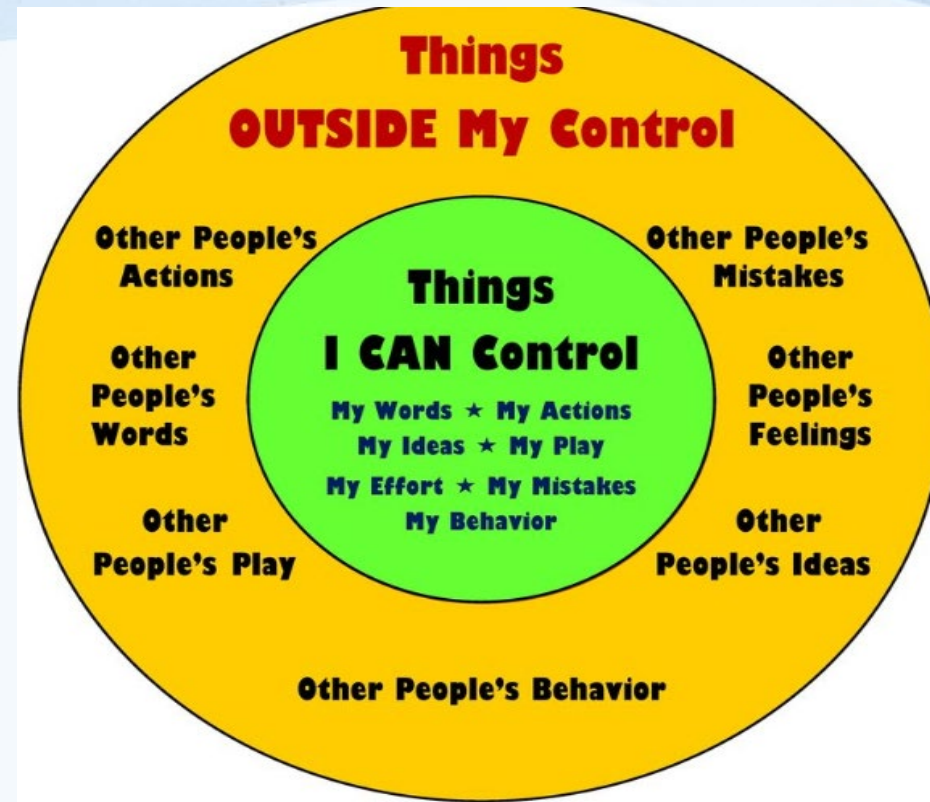 Things
OUTSIDE My Control
Other People's
Actions
Other People's
Mistakes
Things
I CAN Control
My Words ★ My Actions
My Ideas ★ My Play
My Effort ★ My Mistakes
My Behavior
Other
People's
Words
Other
People's
Feelings
Other
People's Play
Other
People's Ideas
Other People's Behavior